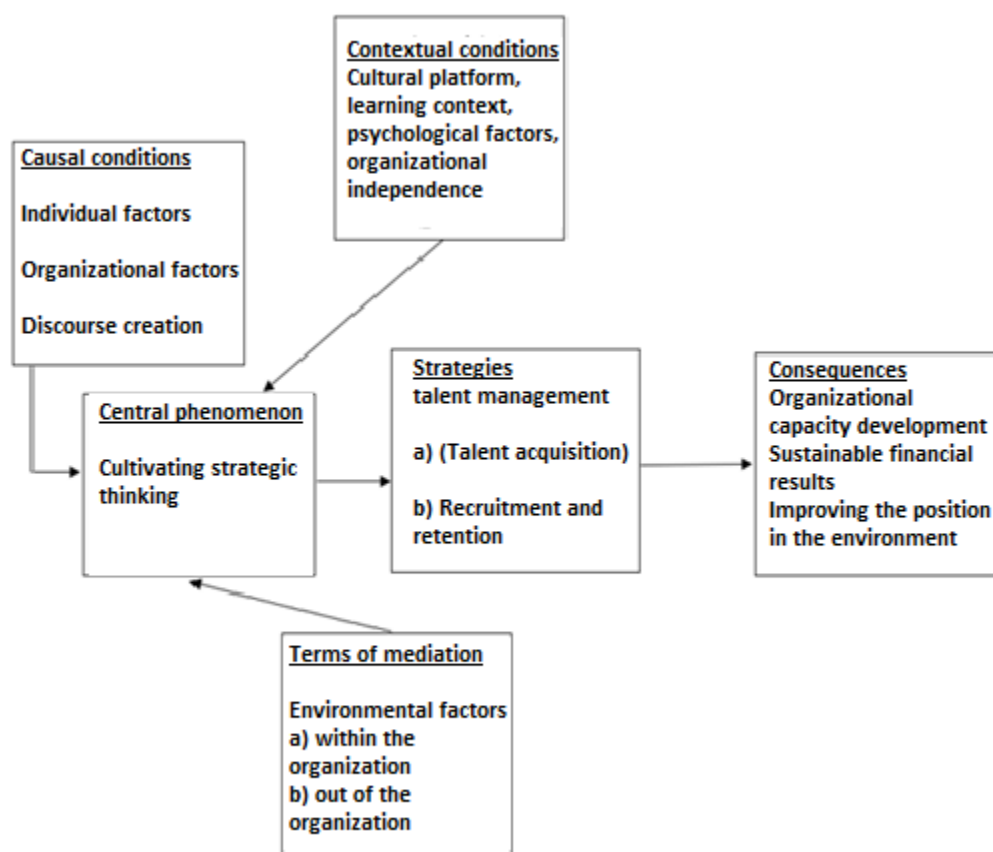 Contextual conditions
Cultural platform,
learning context,
psychological factors,
organizational
independence
Causal conditions
Individual factors
Organizational factors
Discourse creation
Central phenomenon
Cultivating strategic
thinking
Strategies
talent management
a) (Talent acquisition)
b) Recruitment and
retention
Consequences
Organizational
capacity development
Sustainable financial
results
Improving the position
in the environment
Terms of mediation
Environmental factors
a) within the
organization
b) out of the
organization